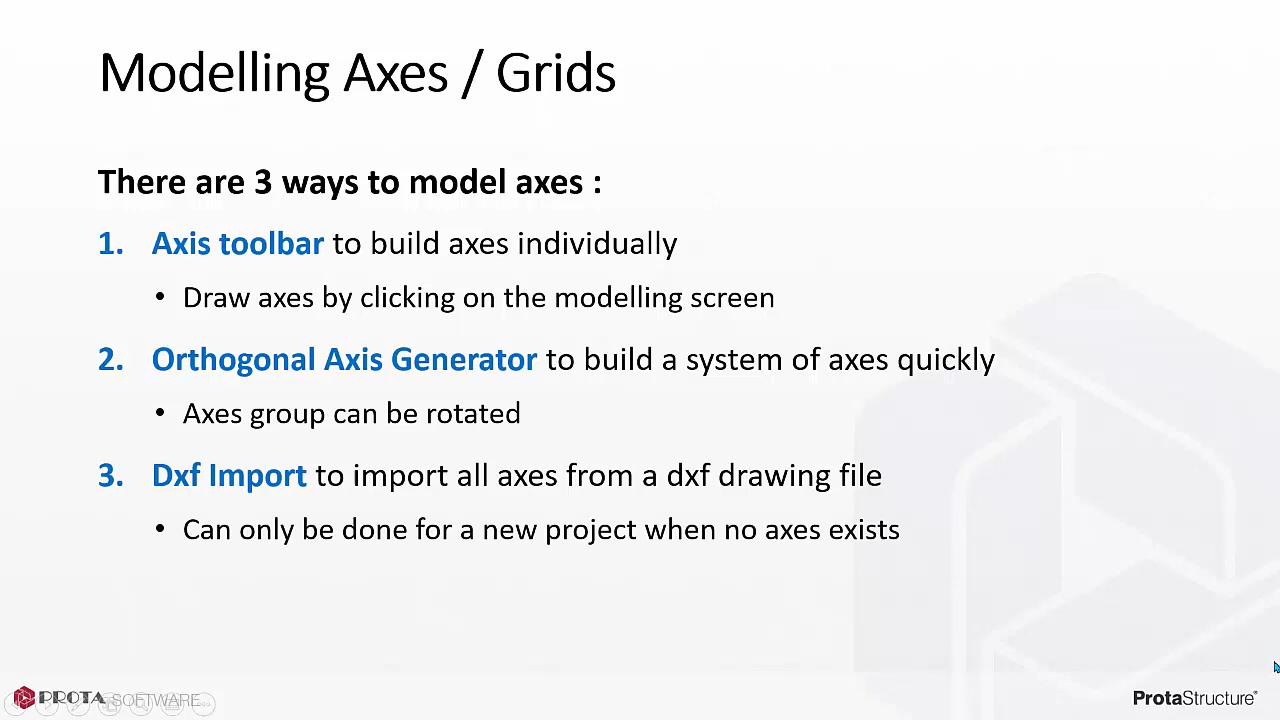 Modelling Axes / Grids
There are 3 ways to model axes :
1. Axis toolbar to build axes individually
• Draw axes by clicking on the modelling screen
2. Orthogonal Axis Generator to build a system of axes quickly
• Axes group can be rotated
3. Dxf Import to import all axes from a dxf drawing file
• Can only be done for a new project when no axes exists
PROTA SOFTWARE
ProtaStructure®